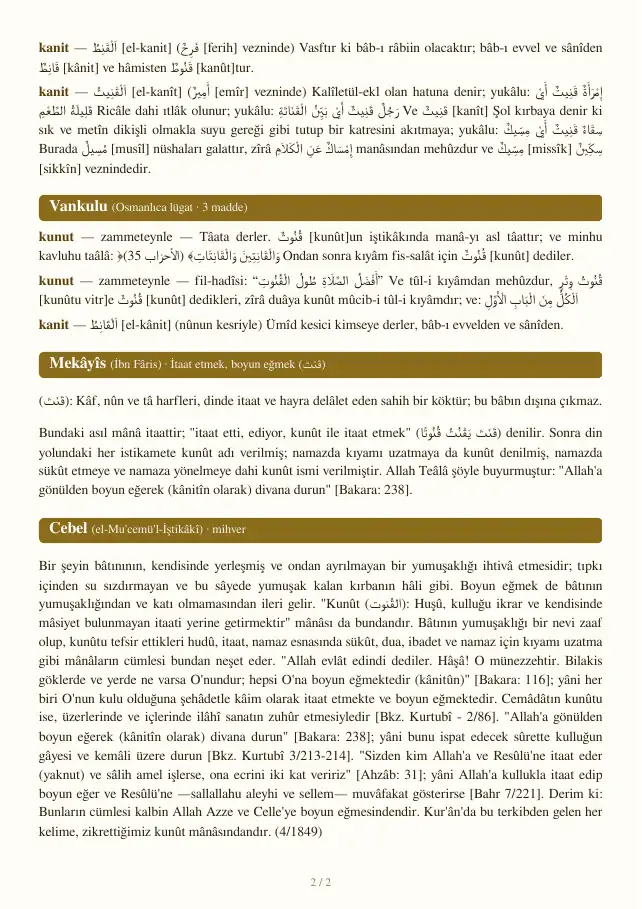 kanit — اَلْقَنِطُ [el-kanit] (فَرِحٌ [ferih] vezninde) Vasftır ki bâb-ı râbiin olacaktır; bâb-ı evvel ve sânîden
قَانِطٌ [kânit] ve hâmisten قَنُوطٌ [kanût]tur.
kanit — اَلْقَنِيتُ [el-kanît] (أَمِيرٌ [emîr] vezninde) Kalîletül-ekl olan hatuna denir; yukâlu: إِمْرَأَةٌ قَنِيتٌ أَيْ
قَلِيلَةُ الطَّعْمِ Ricâle dahi ıtlâk olunur; yukâlu: رَجُلٌ قَنِيتٌ أَيْ بَيِّنُ الْقَنَاتَةِ Ve قَنِيتٌ [kanît] Şol kırbaya denir ki
sık ve metîn dikişli olmakla suyu gereği gibi tutup bir katresini akıtmaya; yukâlu: سِقَاءٌ قَنِيتٌ أَيْ مِسِّيكٌ
Burada مُسِيلٌ [musîl] nüshaları galattır, zîrâ إِمْسَاكٌ عَنِ الْكَلَامِ manâsından mehûzdur ve مِسِّيكٌ [missîk] سِكِّينٌ
[sikkîn] veznindedir.
Vankulu (Osmanlıca lügat · 3 madde)
kunut — zammeteynle — Tâata derler. قُنُوتٌ [kunût]un iştikâkında manâ-yı asl tâattır; ve minhu
kavluhu taâlâ: ﴿وَالْقَانِتِينَ وَالْقَانِتَاتِ﴾ (الأحزاب 35) Ondan sonra kıyâm fis-salât için قُنُوتٌ [kunût] dediler.
kunut — zammeteynle — fil-hadîsi: “أَفْضَلُ الصَّلَاةِ طُولُ الْقُنُوتِ” Ve tûl-i kıyamdan mehûzdur, قُنُوتُ وِتْرٍ
[kunûtu vitr]e قُنُوتٌ [kunût] dedikleri, zîrâ duâya kunût mûcib-i tûl-i kıyamdır; ve: اَلْكُلُّ مِنَ الْبَابِ الْأَوَّلِ
kanit — اَلْقَانِطُ [el-kânit] (nûnun kesriyle) Ümîd kesici kimseye derler, bâb-ı evvelden ve sânîden.
Mekâyîs (İbn Fâris) · İtaat etmek, boyun eğmek (قنت)
(قنت): Kâf, nûn ve tâ harfleri, dinde itaat ve hayra delâlet eden sahih bir köktür; bu bâbın dışına çıkmaz.
Bundaki asıl mânâ itaattir; "itaat etti, ediyor, kunût ile itaat etmek" (قَنَتَ يَقْنُتُ قُنُوتًا) denilir. Sonra din
yolundaki her istikamete kunût adı verilmiş; namazda kıyamı uzatmaya da kunût denilmiş, namazda
sükût etmeye ve namaza yönelmeye dahi kunût ismi verilmiştir. Allah Teâlâ şöyle buyurmuştur: "Allah'a
gönülden boyun eğerek (kânitîn olarak) divana durun" [Bakara: 238].
Cebel (el-Mu'cemü'l-İştikâkî) · mihver
Bir şeyin bâtınının, kendisinde yerleşmiş ve ondan ayrılmayan bir yumuşaklığı ihtivâ etmesidir; tıpkı
içinden su sızdırmayan ve bu sâyede yumuşak kalan kırbanın hâli gibi. Boyun eğmek de bâtının
yumuşaklığından ve katı olmamasından ileri gelir. "Kunût (القنوت): Huşû, kulluğu ikrar ve kendisinde
mâsiyet bulunmayan itaati yerine getirmektir" mânâsı da bundandır. Bâtının yumuşaklığı bir nevi zaaf
olup, kunûtu tefsir ettikleri hudû, itaat, namaz esnasında sükût, dua, ibadet ve namaz için kıyamı uzatma
gibi mânâların cümlesi bundan neşet eder. "Allah evlât edindi dediler. Hâşâ! O münezzehtir. Bilakis
göklerde ve yerde ne varsa O'nundur; hepsi O'na boyun eğmektedir (kânitûn)" [Bakara: 116]; yâni her
biri O'nun kulu olduğuna şehâdetle kâim olarak itaat etmekte ve boyun eğmektedir. Cemâdâtın kunûtu
ise, üzerlerinde ve içlerinde ilâhî sanatın zuhûr etmesiyledir [Bkz. Kurtubî - 2/86]. "Allah'a gönülden
boyun eğerek (kânitîn olarak) divana durun" [Bakara: 238]; yâni bunu ispat edecek sûrette kulluğun
gâyesi ve kemâli üzere durun [Bkz. Kurtubî 3/213-214]. "Sizden kim Allah'a ve Resûlü'ne itaat eder
(yaknut) ve sâlih amel işlerse, ona ecrini iki kat veririz" [Ahzâb: 31]; yâni Allah'a kullukla itaat edip
boyun eğer ve Resûlü'ne —sallallahu aleyhi ve sellem— muvâfakat gösterirse [Bahr 7/221]. Derim ki:
Bunların cümlesi kalbin Allah Azze ve Celle'ye boyun eğmesindendir. Kur'ân'da bu terkibden gelen her
kelime, zikrettiğimiz kunût mânâsındandır. (4/1849)
2 / 2